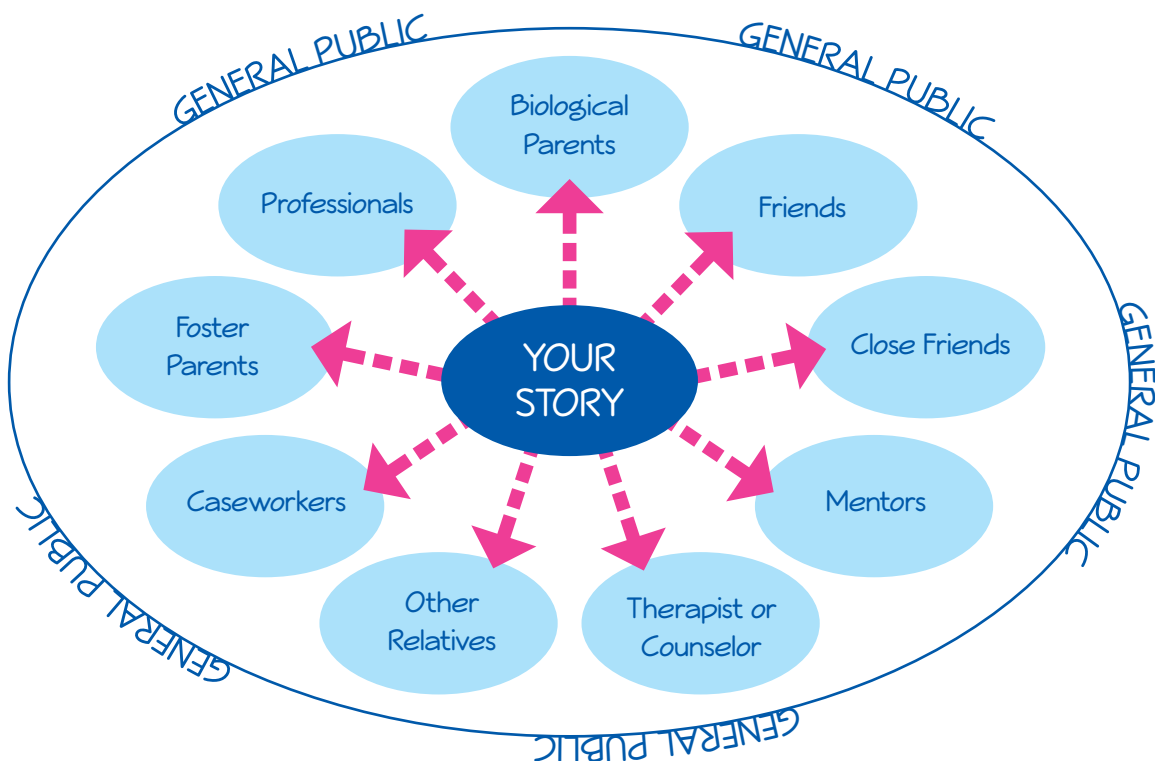 GENERAL PUBLIC
GENERAL PUBLIC
Biological
Parents
Professionals
Friends
Foster
Parents
YOUR
STORY
Close Friends
GENERAL PUBLIC
Caseworkers
Mentors
GENERAL PUBLIC
Other
Relatives
Therapist or
Counselor
GENERAL PUBLIC